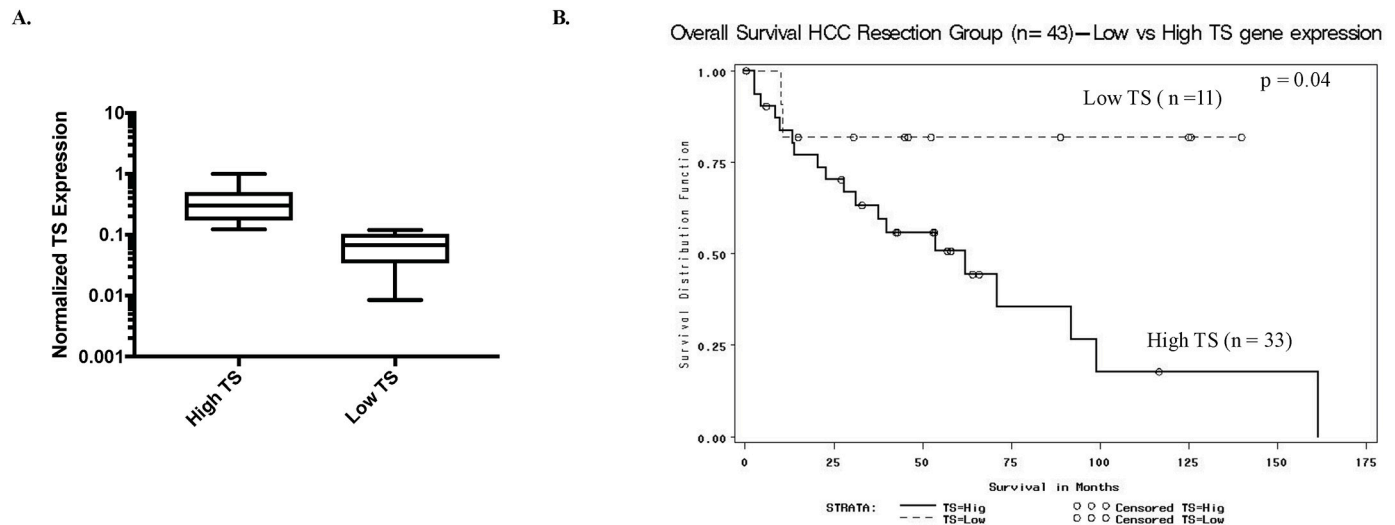 A.
Normalized TS Expression
10
1
0.1
0.01
0.001
High TS
Low TS
B.
Overall Survival HCC Resection Group (n= 43)—Low vs High TS gene expression
p = 0.04
Low TS ( n =11)
High TS (n = 33)
Survival Distribution Function
1.00
0.75
0.50
0.25
0.00
0 25 50 75 100 125 150 175
Survival in Months
STRATA: TS=Hig Censored TS=Hig
TS=Low Censored TS=Low